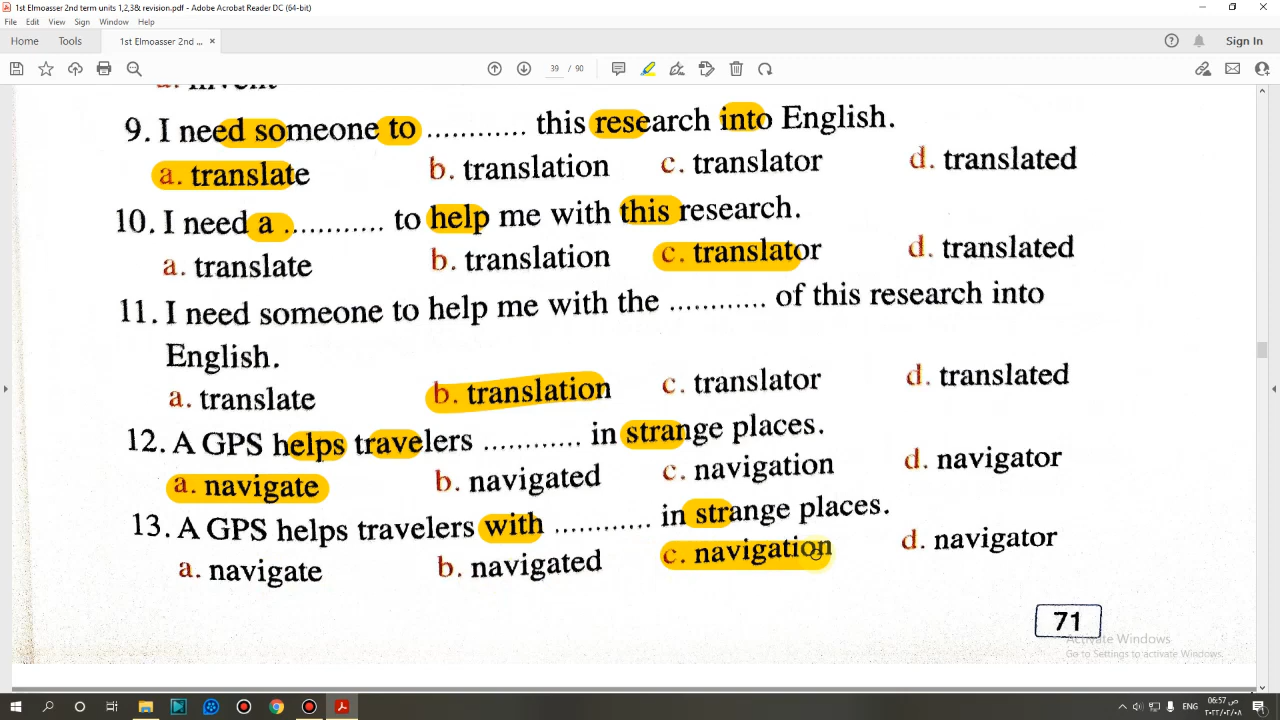 1st Elmoasser 2nd term units 1,2,3& revision.pdf - Adobe Acrobat Reader DC (64-bit)
File Edit View Sign Window Help
Home Tools 1st Elmoasser 2nd ... × Sign In
39 / 90
9. I need someone to ............ this research into English.
a. translate b. translation c. translator d. translated
10. I need a ............ to help me with this research.
a. translate b. translation c. translator d. translated
11. I need someone to help me with the ............ of this research into
English.
a. translate b. translation c. translator d. translated
12. A GPS helps travelers ............ in strange places.
a. navigate b. navigated c. navigation d. navigator
13. A GPS helps travelers with ............ in strange places.
a. navigate b. navigated c. navigation d. navigator
71
Activate Windows
Go to Settings to activate Windows.
ENG 06:57 ص
٢٠٢٢/٠٢/٠٨